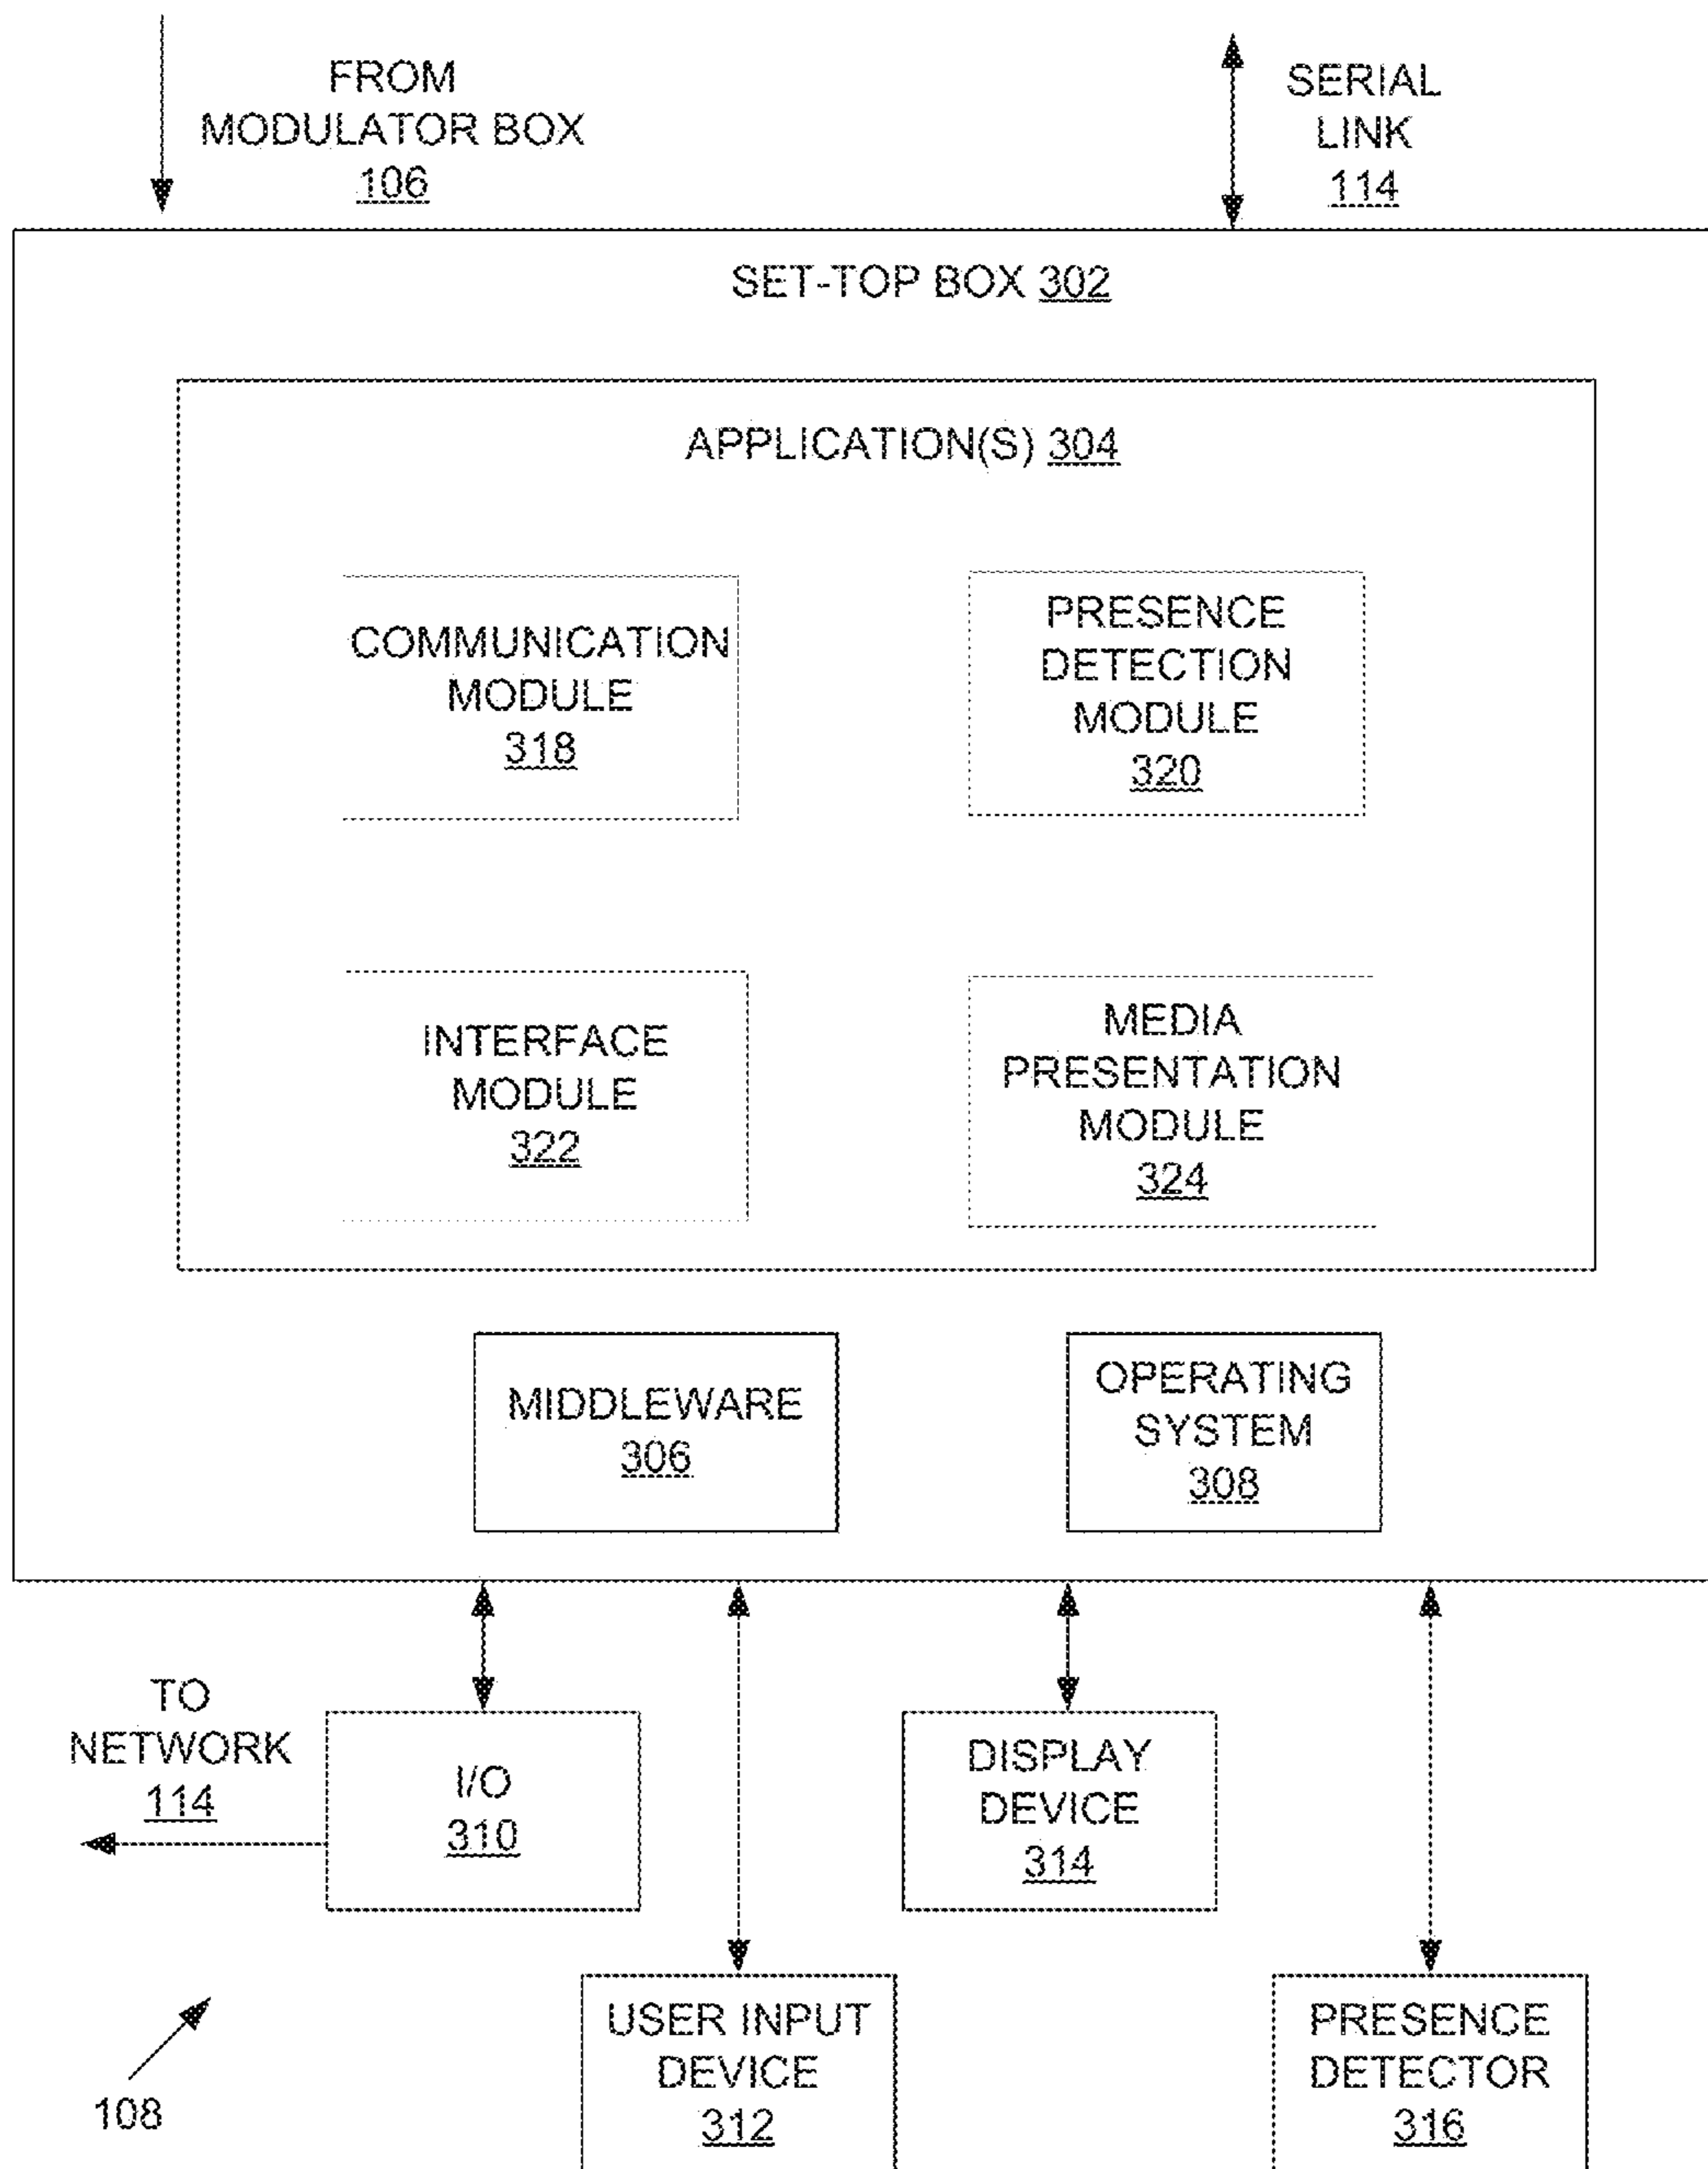 FROM
MODULATOR BOX
106
SERIAL
LINK
114
SET-TOP BOX 302
APPLICATION(S) 304
COMMUNICATION
MODULE
318
PRESENCE
DETECTION
MODULE
320
INTERFACE
MODULE
322
MEDIA
PRESENTATION
MODULE
324
MIDDLEWARE
306
OPERATING
SYSTEM
308
TO
NETWORK
114
I/O
310
DISPLAY
DEVICE
314
108
USER INPUT
DEVICE
312
PRESENCE
DETECTOR
316